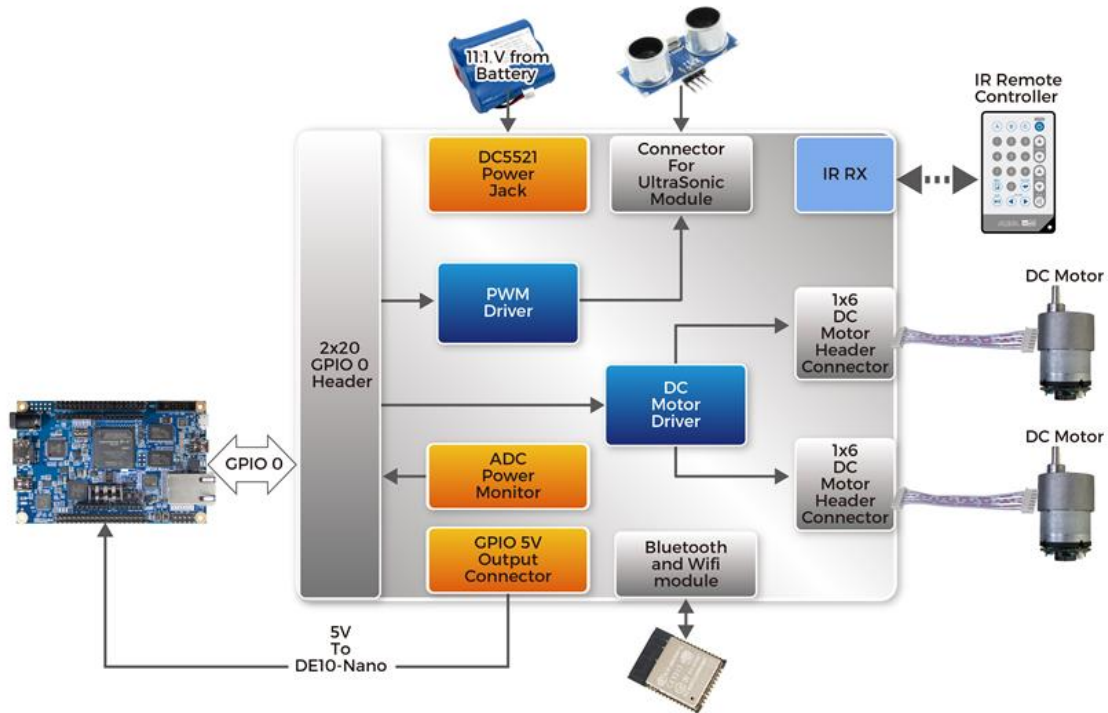 11.1 V from
Battery
IR Remote
Controller
DC5521
Power
Jack
Connector
For
UltraSonic
Module
IR RX
PWM
Driver
1x6
DC
Motor
Header
Connector
DC Motor
2x20
GPIO 0
Header
DC
Motor
Driver
GPIO 0
ADC
Power
Monitor
1x6
DC
Motor
Header
Connector
DC Motor
GPIO 5V
Output
Connector
Bluetooth
and Wifi
module
5V
To
DE10-Nano